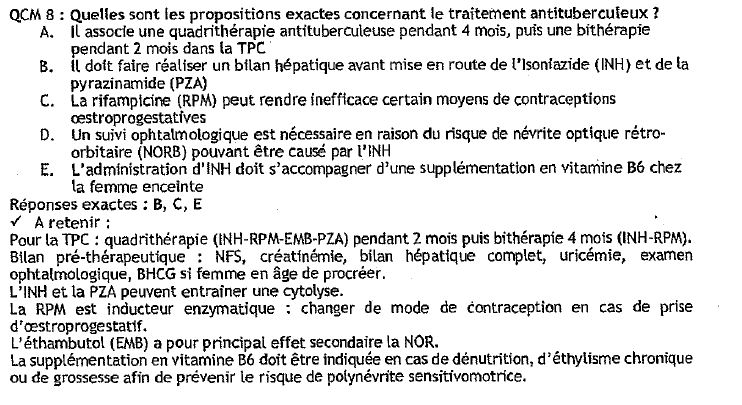 QCM 8 : Quelles sont les propositions exactes concernant le traitement antituberculeux ?
A. Il associe une quadrithérapie antituberculeuse pendant 4 mois, puis une bithérapie
pendant 2 mois dans la TPC
B. Il doit faire réaliser un bilan hépatique avant mise en route de l'isoniazide (INH) et de la
pyrazinamide (PZA)
C. La rifampicine (RPM) peut rendre inefficace certain moyens de contraceptions
œstroprogestatives
D. Un suivi ophtalmologique est nécessaire en raison du risque de névrite optique rétro-
orbitaire (NORB) pouvant être causé par l'INH
E. L'administration d'INH doit s'accompagner d'une supplémentation en vitamine B6 chez
la femme enceinte
Réponses exactes : B, C, E
✓ A retenir :
Pour la TPC : quadrithérapie (INH-RPM-EMB-PZA) pendant 2 mois puis bithérapie 4 mois (INH-RPM).
Bilan pré-thérapeutique : NFS, créatinémie, bilan hépatique complet, uricémie, examen
ophtalmologique, BHCG si femme en âge de procréer.
L'INH et la PZA peuvent entraîner une cytolyse.
La RPM est inducteur enzymatique : changer de mode de contraception en cas de prise
d'œstroprogestatif.
L'éthambutol (EMB) a pour principal effet secondaire la NOR.
La supplémentation en vitamine B6 doit être indiquée en cas de dénutrition, d'éthylisme chronique
ou de grossesse afin de prévenir le risque de polynévrite sensitivomotrice.